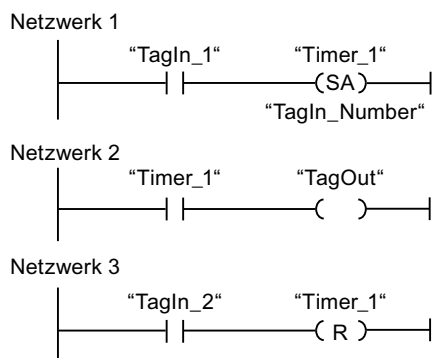 Netzwerk 1
“TagIn_1“ “Timer_1“
SA
“TagIn_Number“
Netzwerk 2
“Timer_1“ “TagOut“
Netzwerk 3
“TagIn_2“ “Timer_1“
R